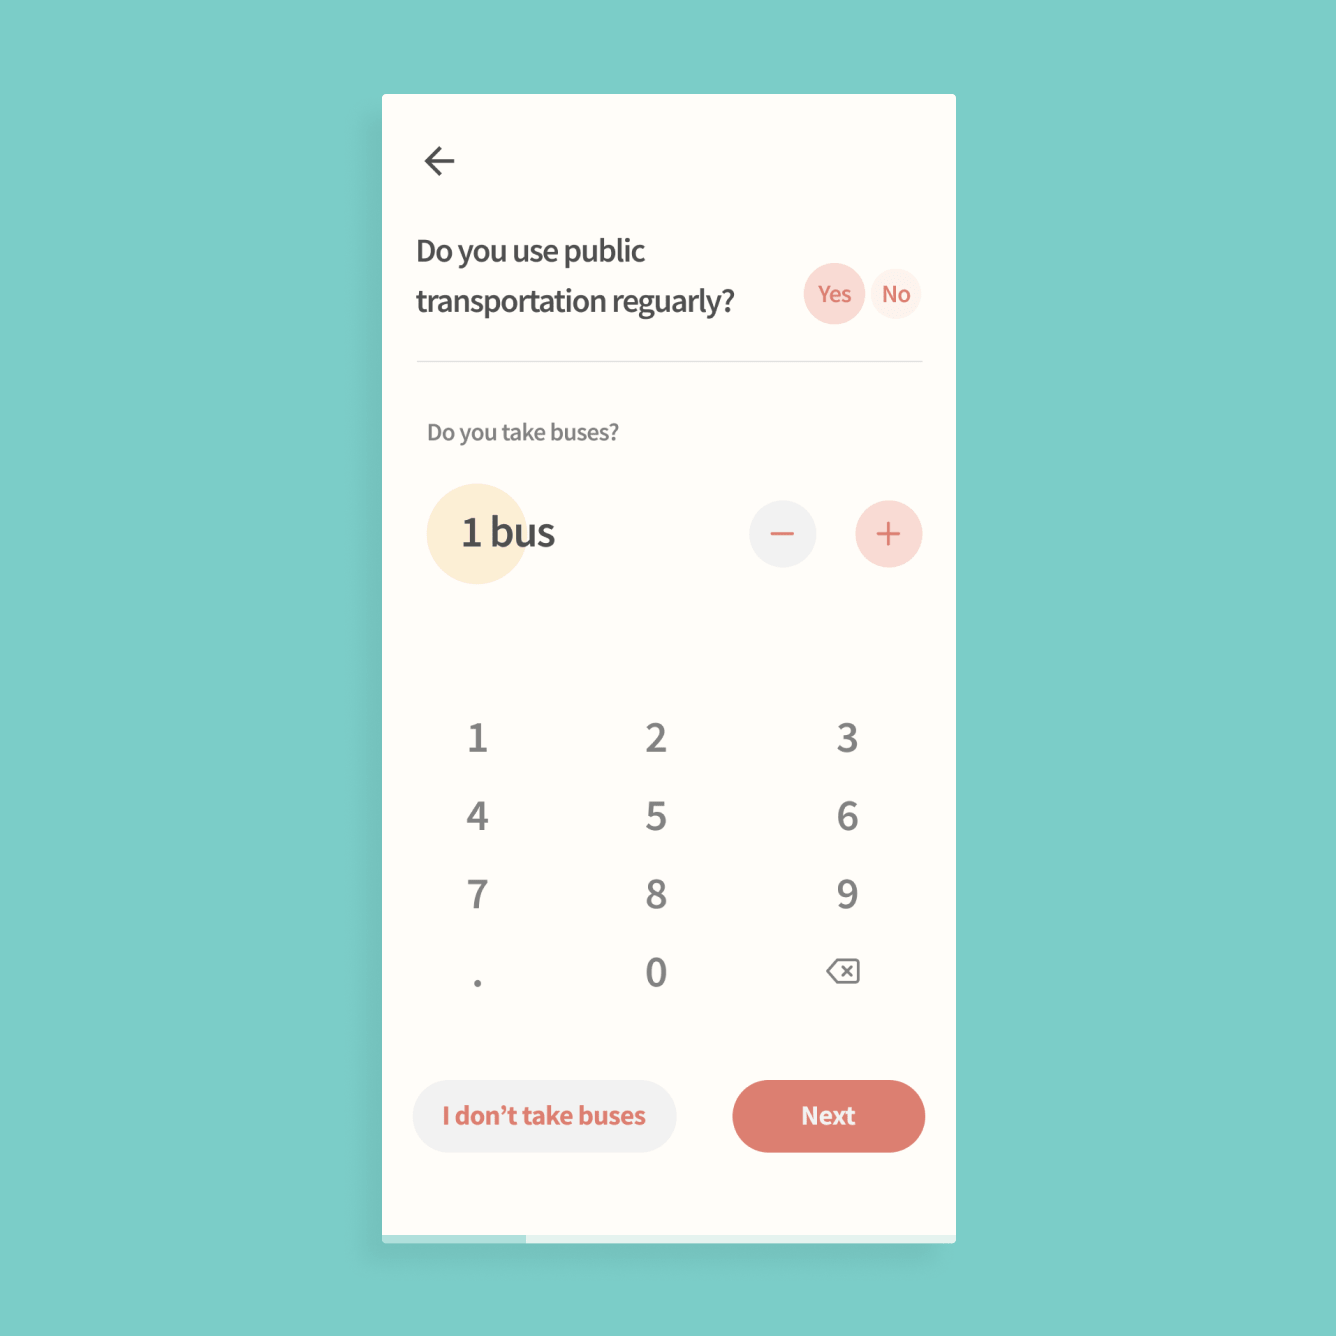 Do you use public
transportation reguarly?
Yes No
Do you take buses?
1 bus
1 2 3
4 5 6
7 8 9
. 0
I don’t take buses
Next